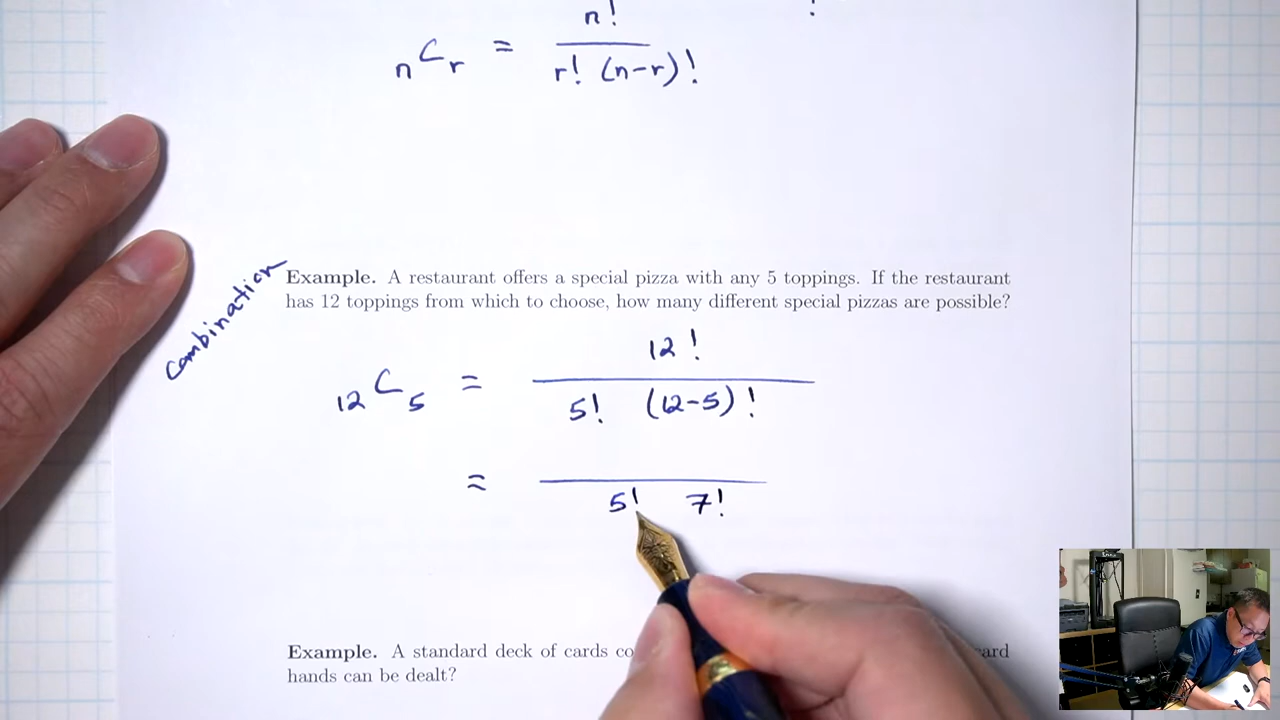 n!
nCr = r! (n-r)!
combination
Example. A restaurant offers a special pizza with any 5 toppings. If the restaurant
has 12 toppings from which to choose, how many different special pizzas are possible?
12!
12C5 = 5! (12-5)!
= 5! 7!
Example. A standard deck of cards
hands can be dealt?